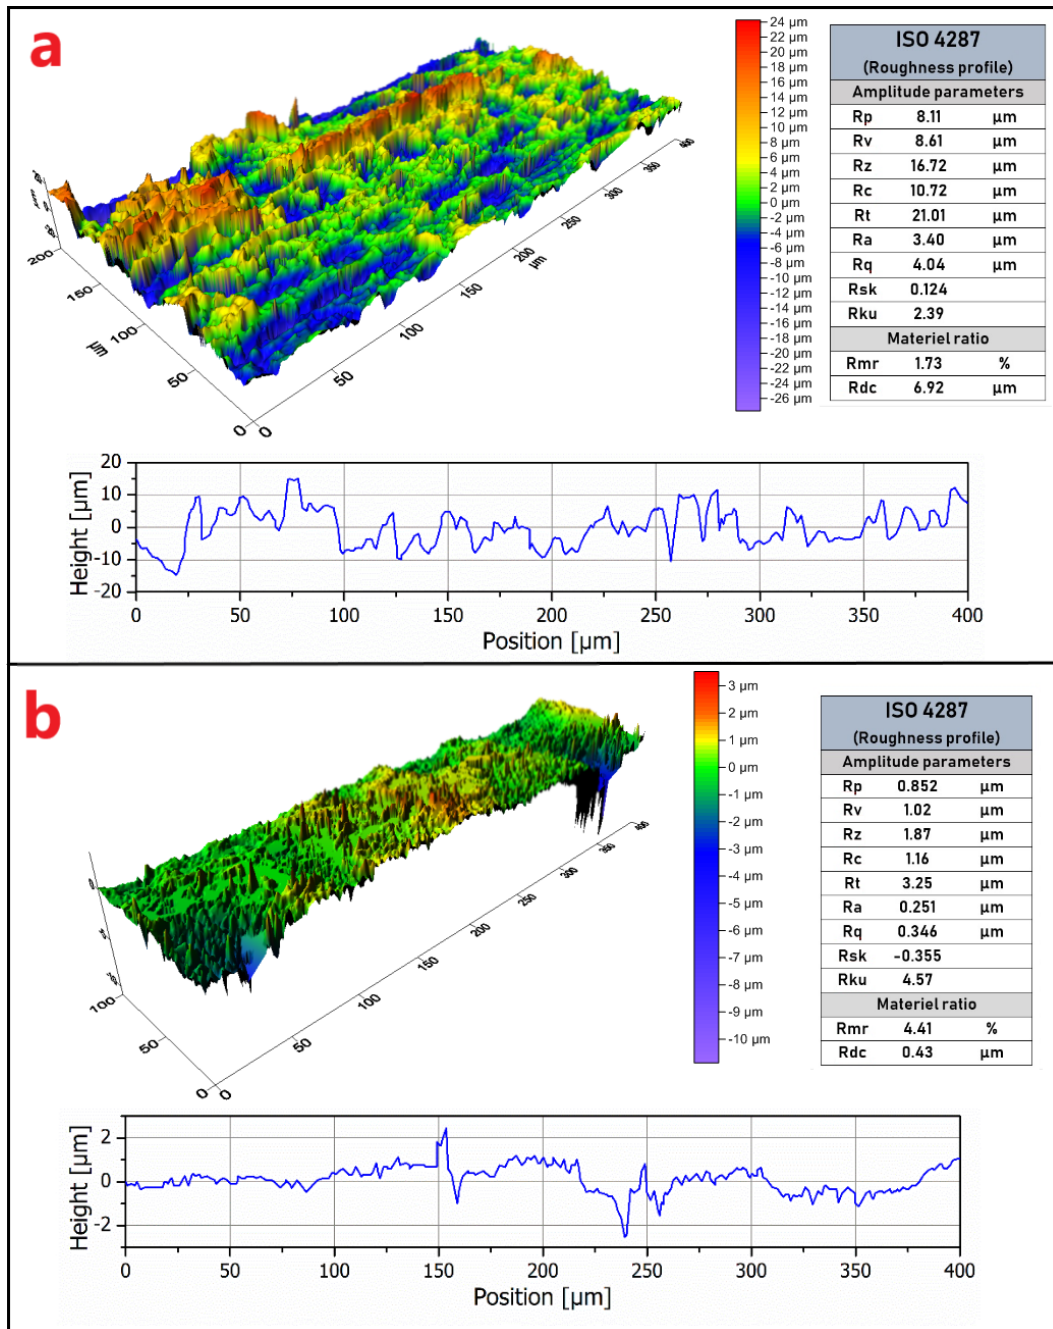 a
24 µm
22 µm
20 µm
18 µm
16 µm
14 µm
12 µm
10 µm
8 µm
6 µm
4 µm
2 µm
0 µm
-2 µm
-4 µm
-6 µm
-8 µm
-10 µm
-12 µm
-14 µm
-16 µm
-18 µm
-20 µm
-22 µm
-24 µm
-26 µm
200
150
µm
100
50
0
0
50
100
150
200
µm
250
300
350
400
ISO 4287
(Roughness profile)
Amplitude parameters
Rp 8.11 µm
Rv 8.61 µm
Rz 16.72 µm
Rc 10.72 µm
Rt 21.01 µm
Ra 3.40 µm
Rq 4.04 µm
Rsk 0.124
Rku 2.39
Materiel ratio
Rmr 1.73 %
Rdc 6.92 µm
Height [µm]
20
10
0
-10
-20
0 50 100 150 200 250 300 350 400
Position [µm]
b
3 µm
2 µm
1 µm
0 µm
-1 µm
-2 µm
-3 µm
-4 µm
-5 µm
-6 µm
-7 µm
-8 µm
-9 µm
-10 µm
100
50
0
0
50
100
150
200
250
300
350
400
ISO 4287
(Roughness profile)
Amplitude parameters
Rp 0.852 µm
Rv 1.02 µm
Rz 1.87 µm
Rc 1.16 µm
Rt 3.25 µm
Ra 0.251 µm
Rq 0.346 µm
Rsk -0.355
Rku 4.57
Materiel ratio
Rmr 4.41 %
Rdc 0.43 µm
Height [µm]
2
0
-2
0 50 100 150 200 250 300 350 400
Position [µm]